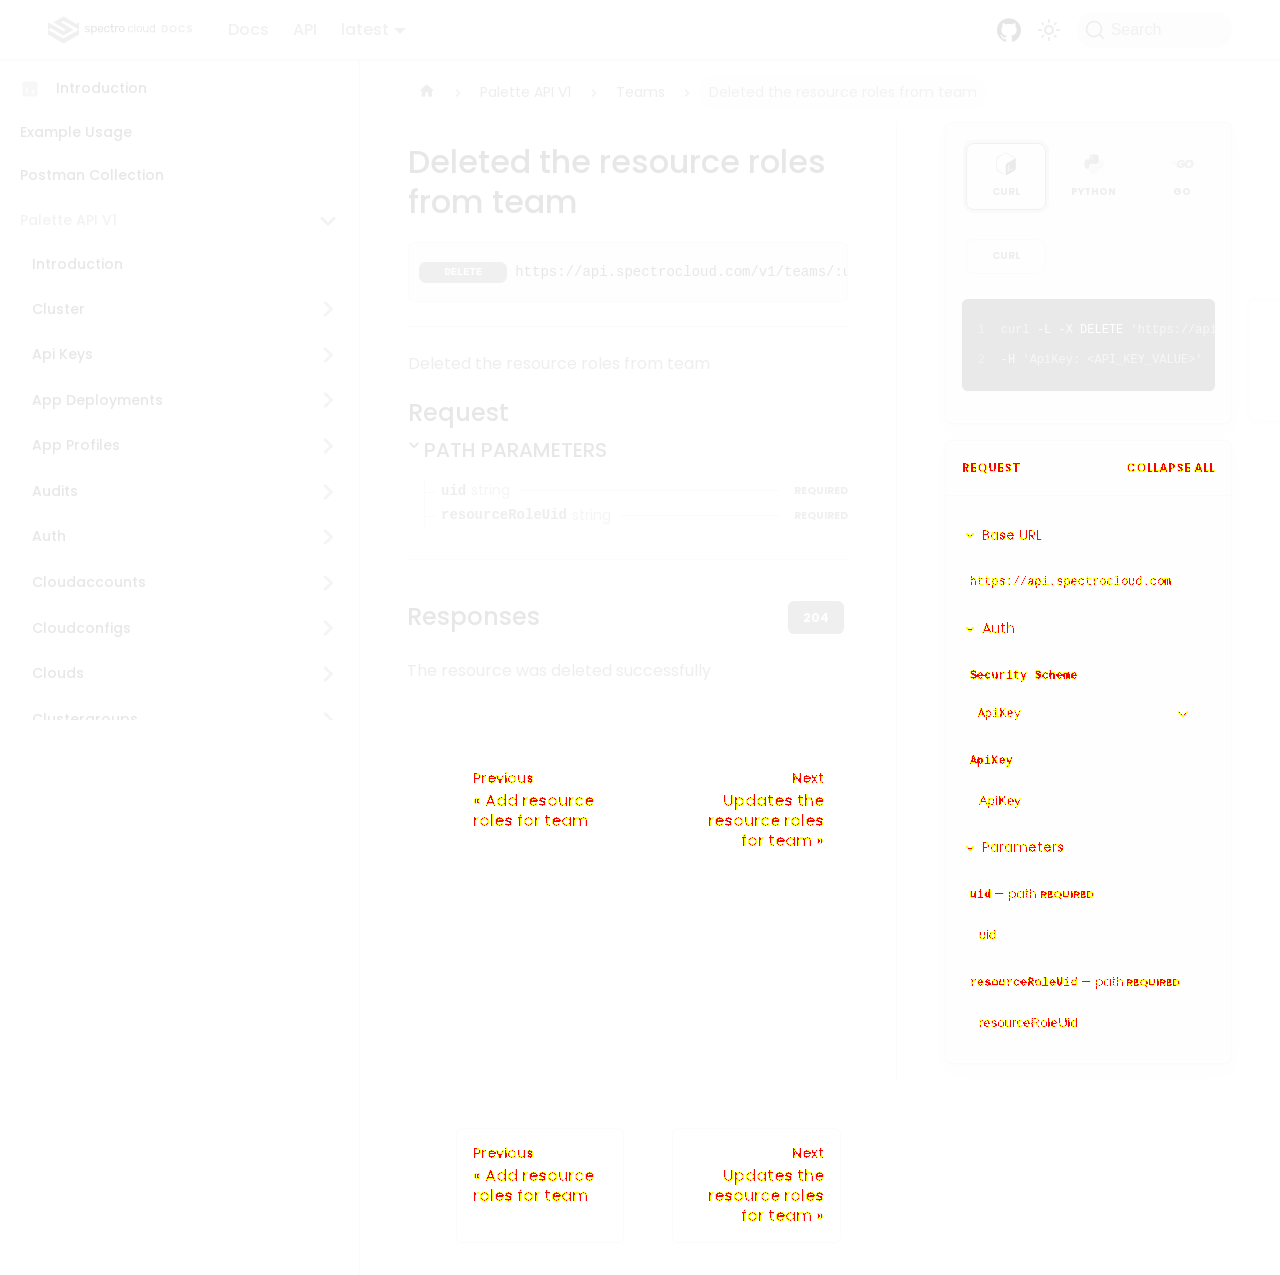 spectro cloud DOCS
Docs
API
latest
Search
Introduction
Example Usage
Postman Collection
Palette API V1
Introduction
Cluster
Api Keys
App Deployments
App Profiles
Audits
Auth
Cloudaccounts
Cloudconfigs
Clouds
Clustergroups
Palette API V1
Teams
Deleted the resource roles from team
Deleted the resource roles
from team
DELETE https://api.spectrocloud.com/v1/teams/:u
Deleted the resource roles from team
Request
PATH PARAMETERS
uid string REQUIRED
resourceRoleUid string REQUIRED
Responses
204
The resource was deleted successfully
Previous
« Add resource
roles for team
Next
Updates the
resource roles
for team »
Previous
« Add resource
roles for team
Next
Updates the
resource roles
for team »
CURL
PYTHON
GO
CURL
1 curl -L -X DELETE 'https://api
2 -H 'ApiKey: <API_KEY_VALUE>'
REQUEST
COLLAPSE ALL
Base URL
https://api.spectrocloud.com
Auth
Security Scheme
ApiKey
ApiKey
ApiKey
Parameters
uid — path REQUIRED
uid
resourceRoleUid — path REQUIRED
resourceRoleUid